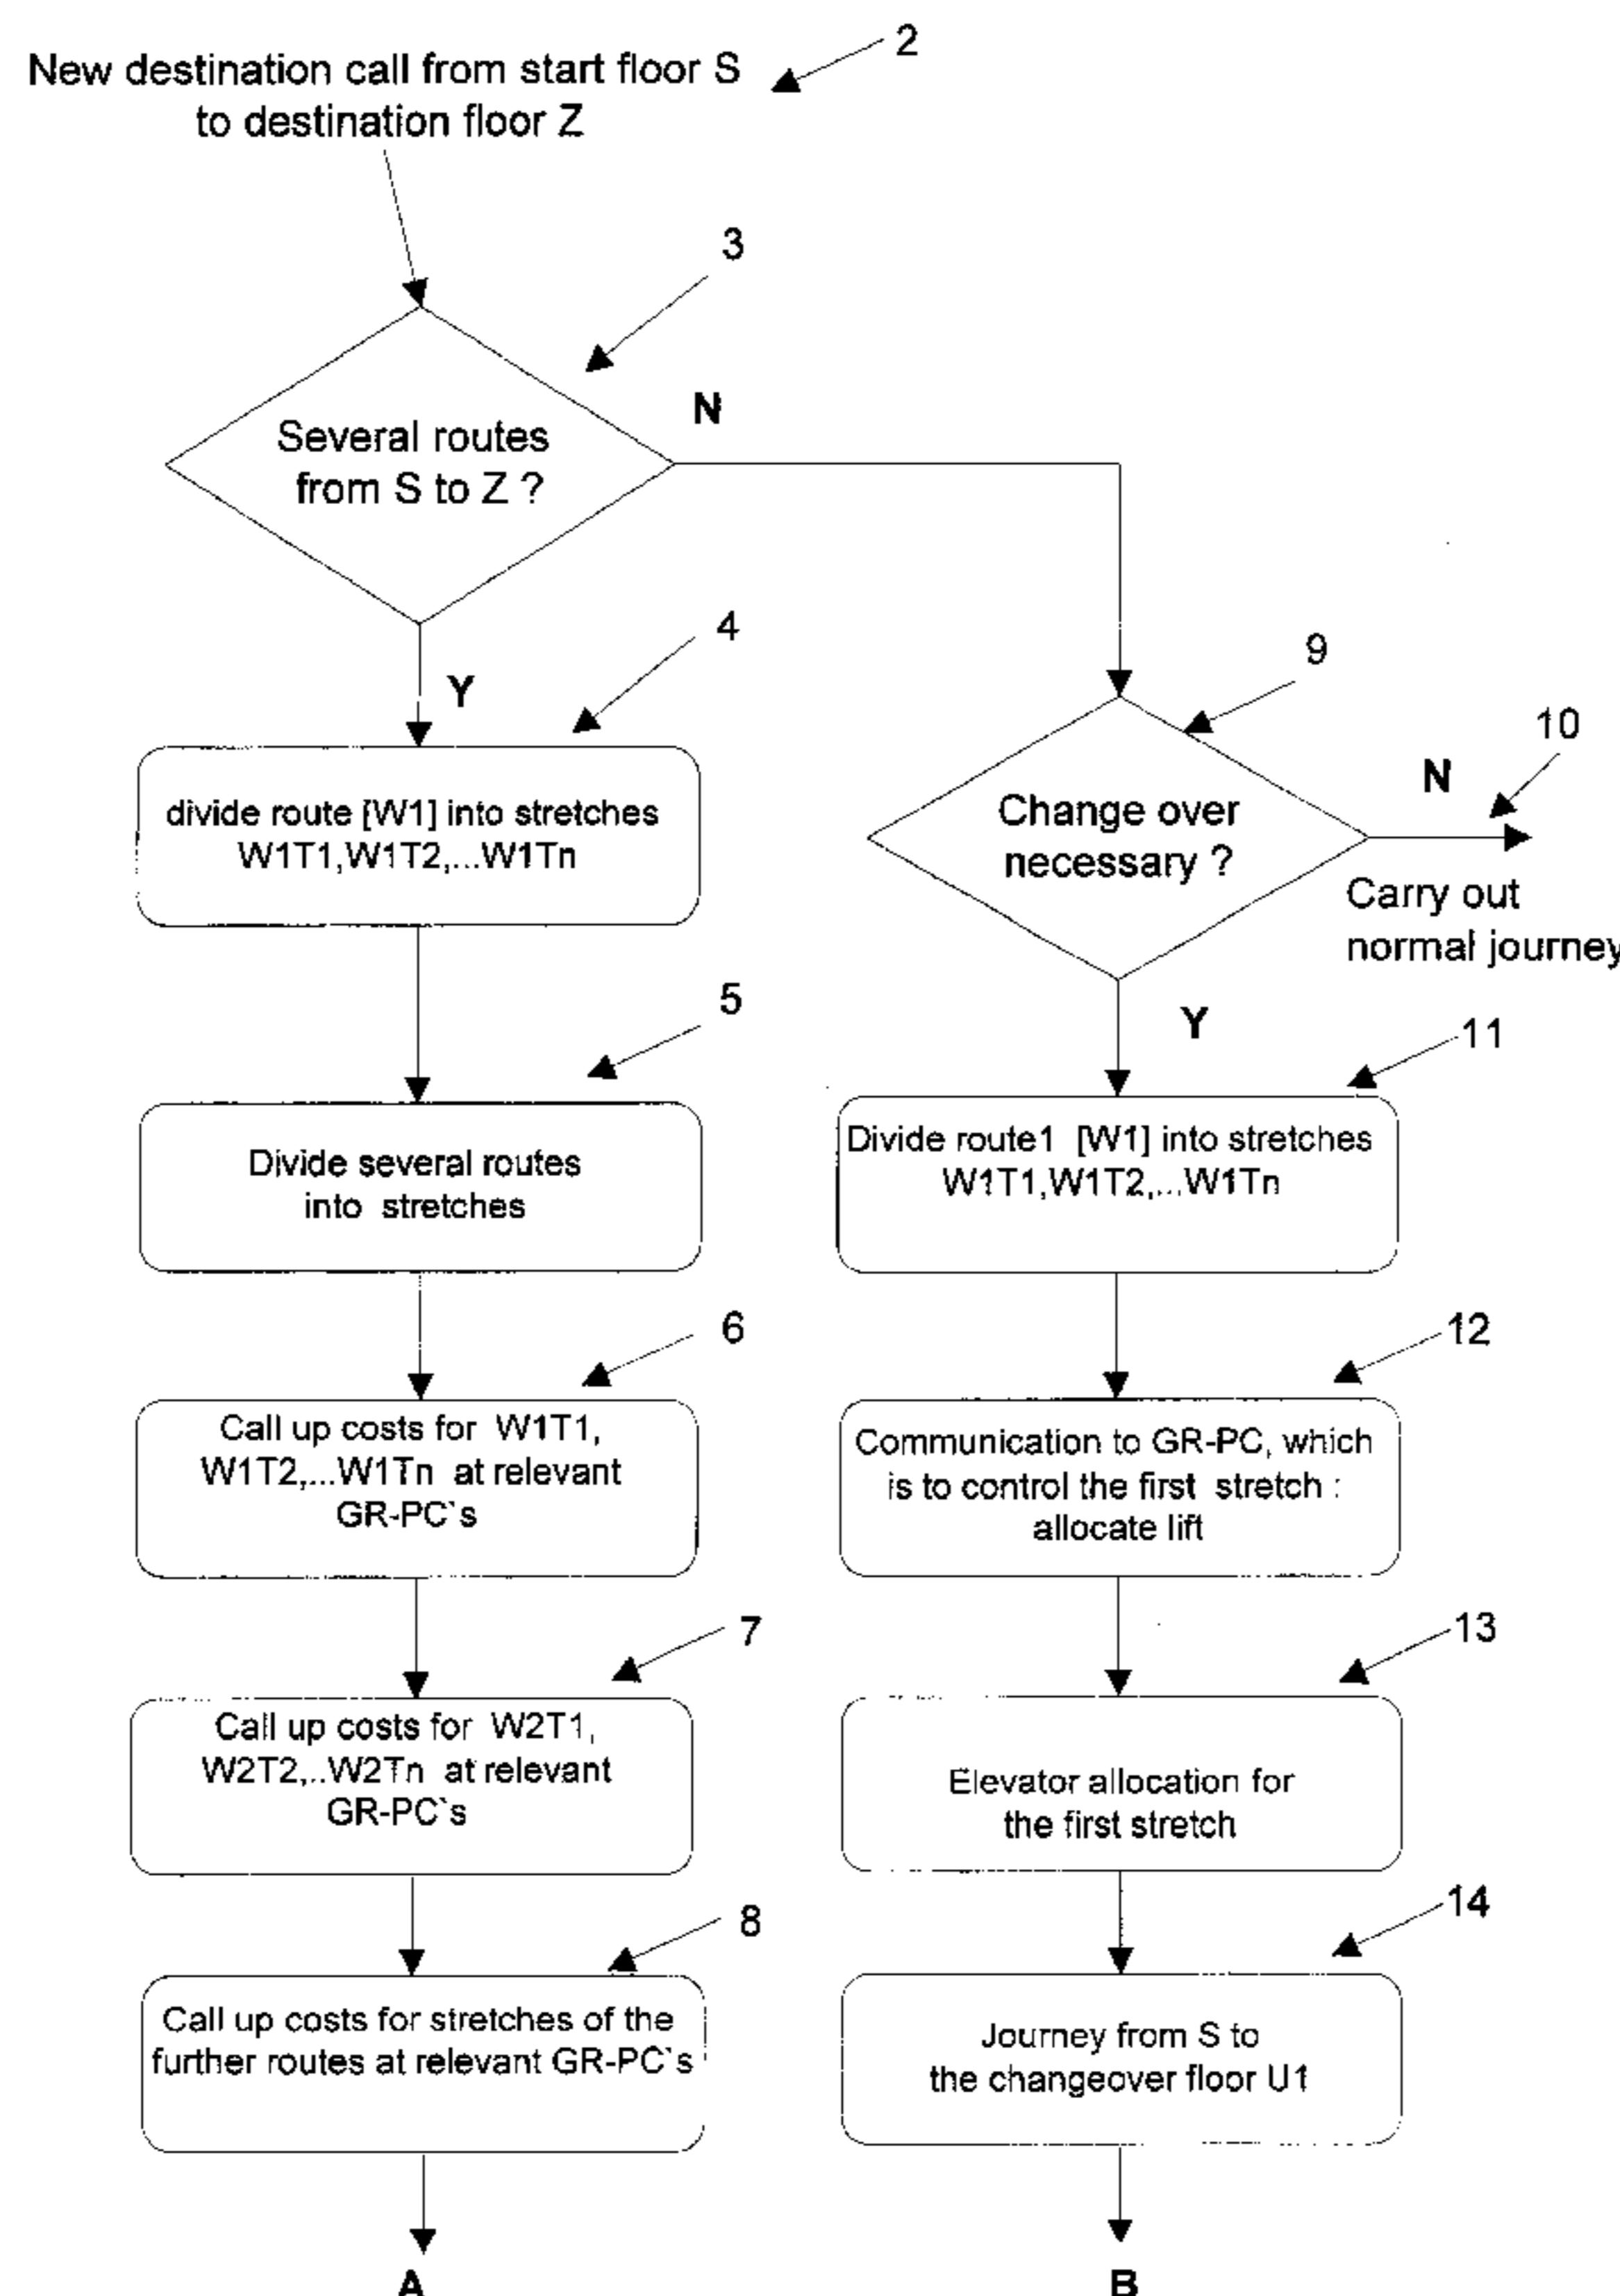 2
New destination call from start floor S
to destination floor Z
3
N
Several routes
from S to Z ?
4
Y
divide route [W1] into stretches
W1T1,W1T2,...W1Tn
5
Divide several routes
into stretches
6
Call up costs for W1T1,
W1T2,...W1Tn at relevant
GR-PC`s
7
Call up costs for W2T1,
W2T2,..W2Tn at relevant
GR-PC`s
8
Call up costs for stretches of the
further routes at relevant GR-PC`s
A
9
10
N
Change over
necessary ?
Carry out
normal journey
Y
11
Divide route1 [W1] into stretches
W1T1,W1T2,...W1Tn
12
Communication to GR-PC, which
is to control the first stretch :
allocate lift
13
Elevator allocation for
the first stretch
14
Journey from S to
the changeover floor U1
B